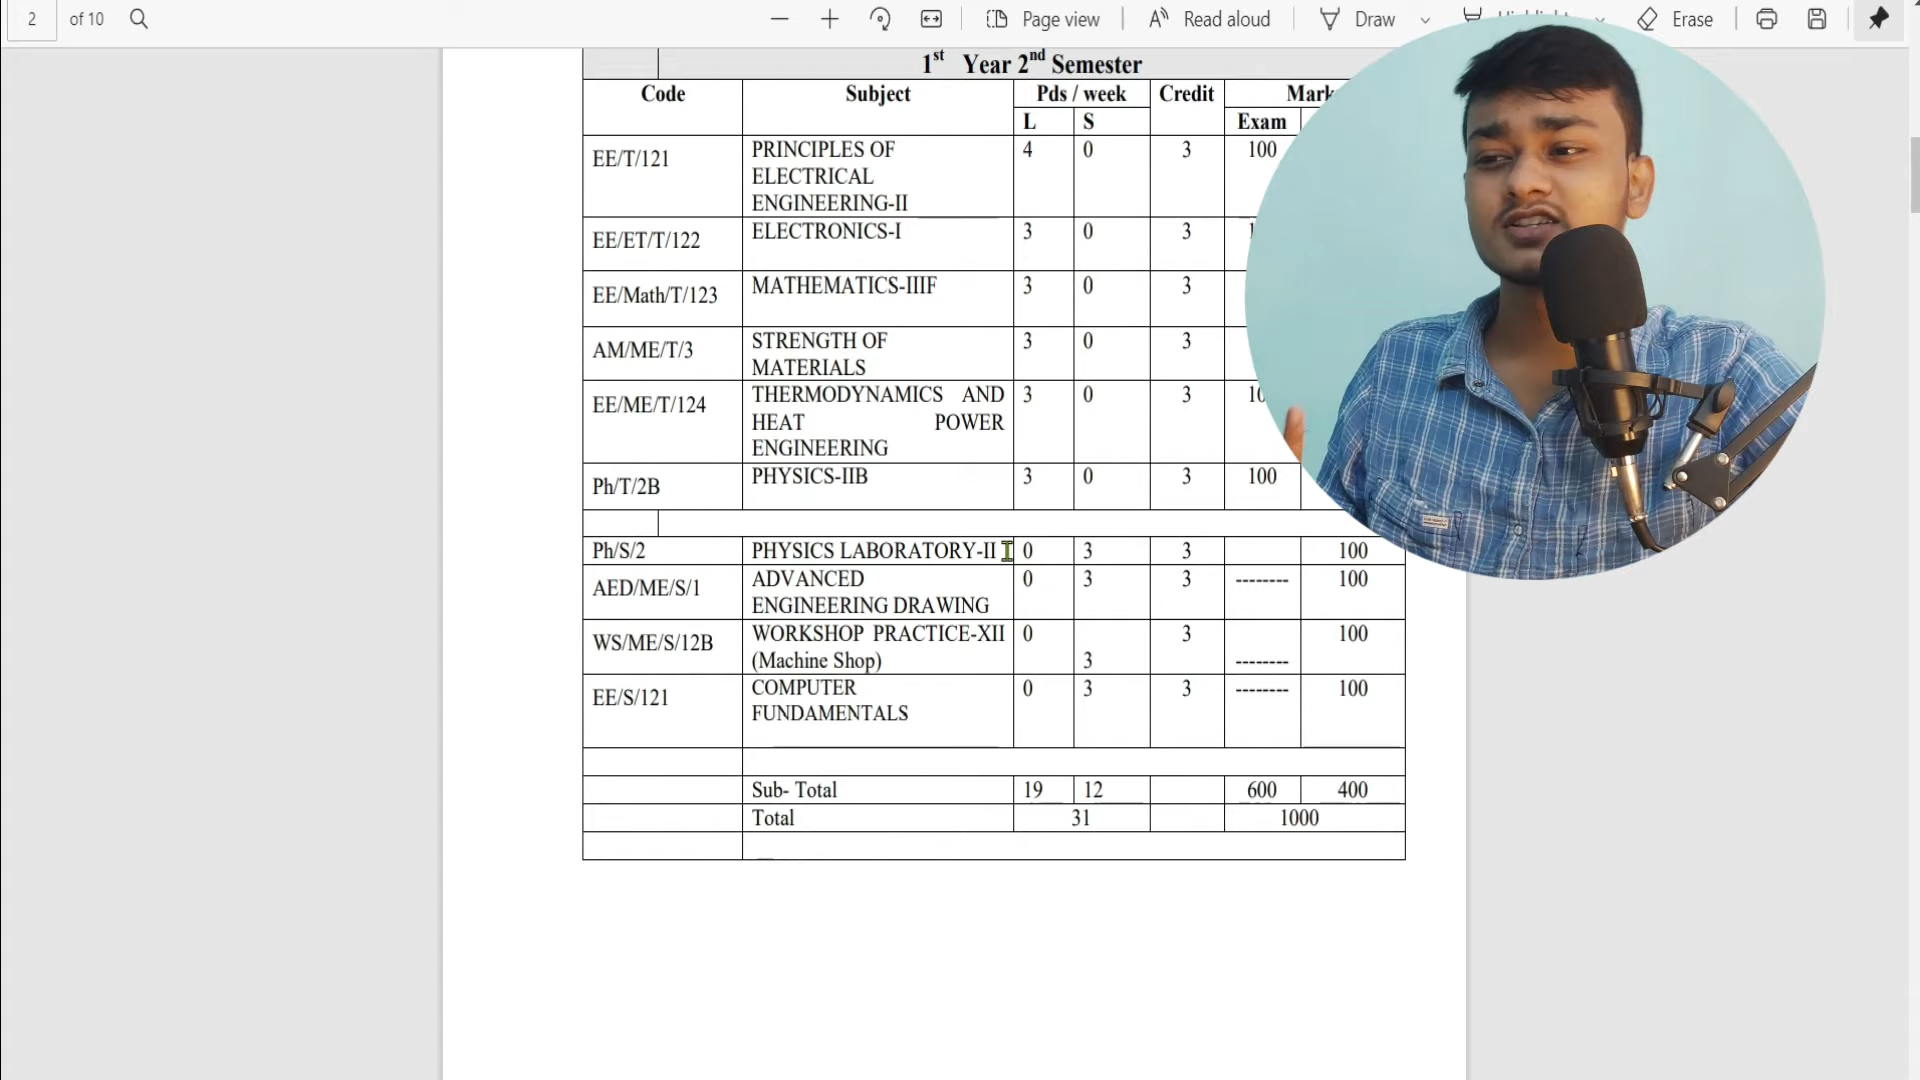 2 of 10 Page view Read aloud Draw Erase
1st Year 2nd Semester
Code Subject Pds / week Credit Mark
L S Exam
EE/T/121 PRINCIPLES OF 4 0 3 100
ELECTRICAL
ENGINEERING-II
EE/ET/T/122 ELECTRONICS-I 3 0 3
EE/Math/T/123 MATHEMATICS-IIIF 3 0 3
AM/ME/T/3 STRENGTH OF 3 0 3
MATERIALS
EE/ME/T/124 THERMODYNAMICS AND 3 0 3
HEAT POWER
ENGINEERING
Ph/T/2B PHYSICS-IIB 3 0 3 100
Ph/S/2 PHYSICS LABORATORY-II 0 3 3 100
AED/ME/S/1 ADVANCED 0 3 3 -------- 100
ENGINEERING DRAWING
WS/ME/S/12B WORKSHOP PRACTICE-XII 0 3 100
(Machine Shop) 3 --------
EE/S/121 COMPUTER 0 3 3 -------- 100
FUNDAMENTALS
Sub- Total 19 12 600 400
Total 31 1000